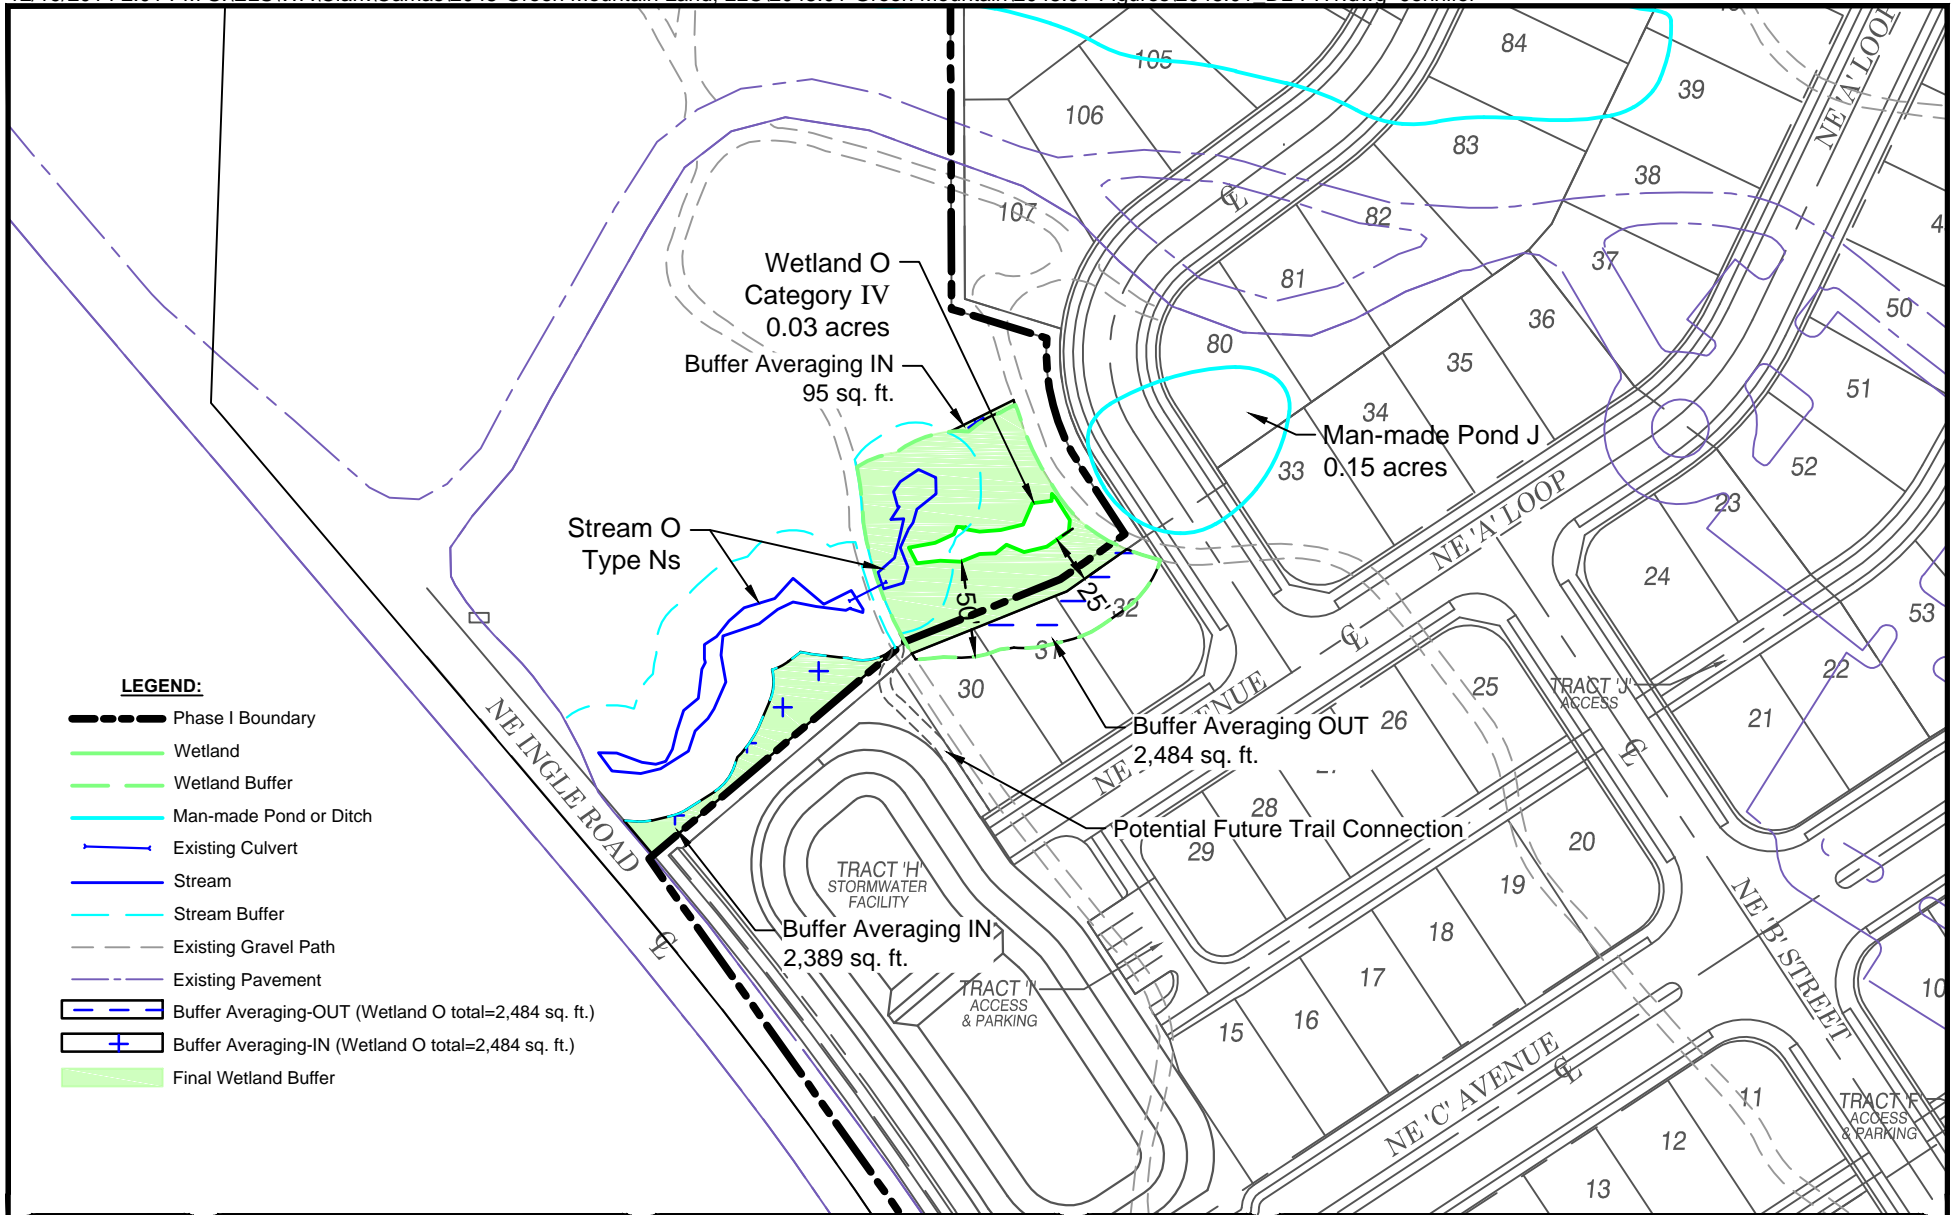 105
106
107
84
39
83
38
82
37
81
80
36
35
34
33
50
51
52
23
24
53
22
21
32
31
30
25
26
28
29
20
19
18
17
16
15
10
11
12
13
NE 'A' LOOP
Wetland O
Category IV
0.03 acres
Buffer Averaging IN
95 sq. ft.
Man-made Pond J
0.15 acres
NE 'A' LOOP
Stream O
Type Ns
50'
25'
TRACT 'J'
ACCESS
Buffer Averaging OUT
2,484 sq. ft.
AVENUE
Potential Future Trail Connection
NE INGLE ROAD
TRACT 'H'
STORMWATER
FACILITY
Buffer Averaging IN
2,389 sq. ft.
TRACT 'I'
ACCESS
& PARKING
NE 'B' STREET
NE 'C' AVENUE
TRACT 'F'
ACCESS
& PARKING
LEGEND:
Phase I Boundary
Wetland
Wetland Buffer
Man-made Pond or Ditch
Existing Culvert
Stream
Stream Buffer
Existing Gravel Path
Existing Pavement
Buffer Averaging-OUT (Wetland O total=2,484 sq. ft.)
Buffer Averaging-IN (Wetland O total=2,484 sq. ft.)
Final Wetland Buffer